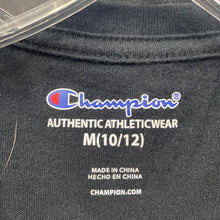 Champion
AUTHENTIC ATHLETICWEAR
M(10/12)
MADE IN CHINA
HECHO EN CHINA
CHAMPION.COM